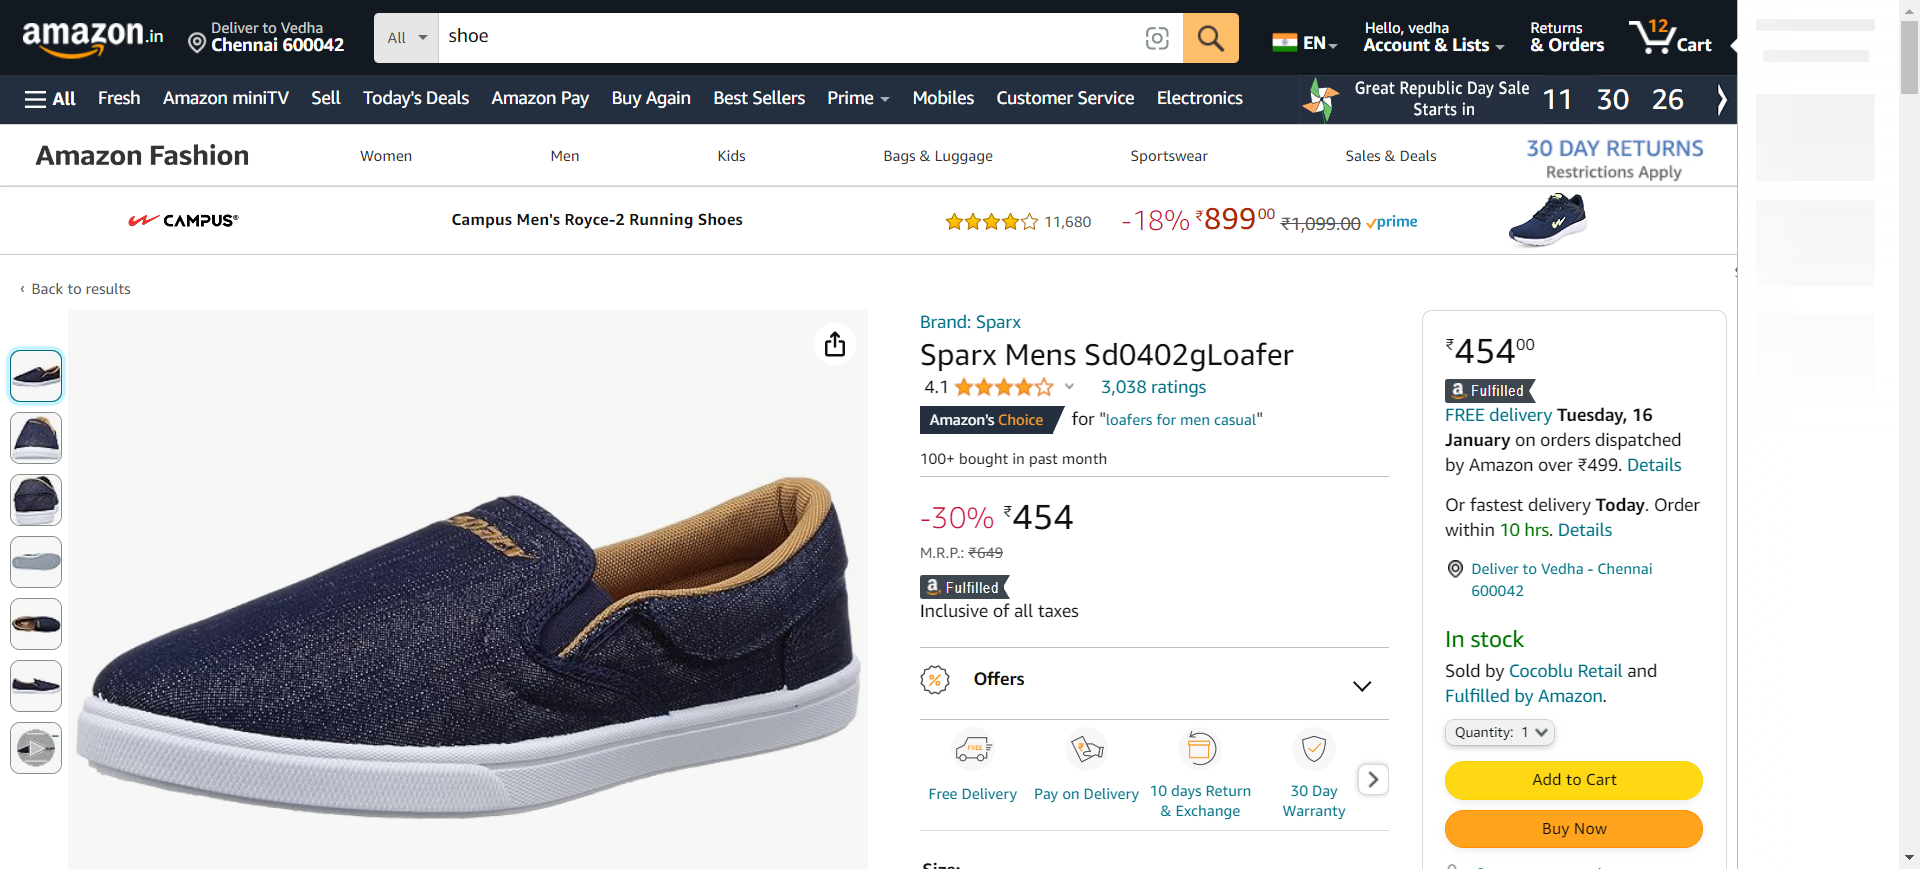 amazon.in
Deliver to Vedha
Chennai 600042
All
shoe
EN
Hello, vedha
Account & Lists
Returns
& Orders
12
Cart
All
Fresh
Amazon miniTV
Sell
Today's Deals
Amazon Pay
Buy Again
Best Sellers
Prime
Mobiles
Customer Service
Electronics
Great Republic Day Sale
Starts in
11 30 26
Amazon Fashion
Women
Men
Kids
Bags & Luggage
Sportswear
Sales & Deals
30 DAY RETURNS
Restrictions Apply
CAMPUS®
Campus Men's Royce-2 Running Shoes
11,680
-18% ₹89900 ₹1,099.00 prime
‹ Back to results
Brand: Sparx
Sparx Mens Sd0402gLoafer
4.1
3,038 ratings
Amazon's Choice for "loafers for men casual"
100+ bought in past month
-30% ₹454
M.R.P.: ₹649
a Fulfilled
Inclusive of all taxes
Offers
FREE
Free Delivery
Pay on Delivery
10 days Return
& Exchange
30 Day
Warranty
Size:
₹45400
a Fulfilled
FREE delivery Tuesday, 16
January on orders dispatched
by Amazon over ₹499. Details
Or fastest delivery Today. Order
within 10 hrs. Details
Deliver to Vedha - Chennai
600042
In stock
Sold by Cocoblu Retail and
Fulfilled by Amazon.
Quantity: 1
Add to Cart
Buy Now